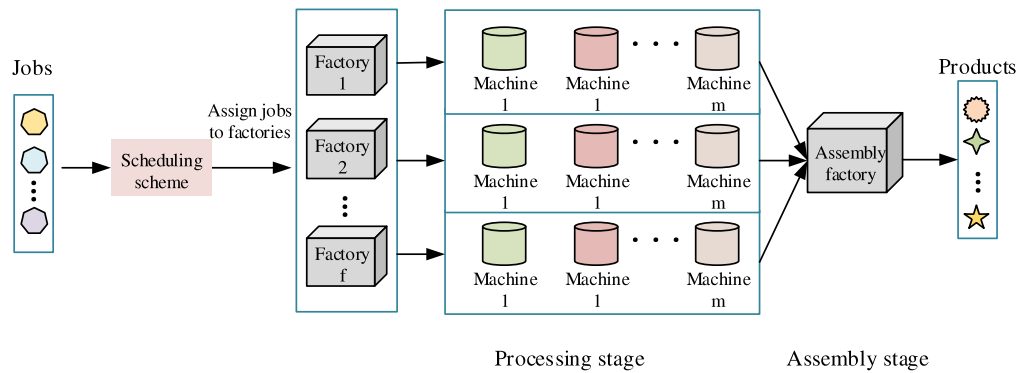 Jobs
Scheduling
scheme
Assign jobs
to factories
Factory
1
Factory
2
Factory
f
Machine
1
Machine
1
Machine
m
Machine
1
Machine
1
Machine
m
Machine
1
Machine
1
Machine
m
Assembly
factory
Products
Processing stage
Assembly stage